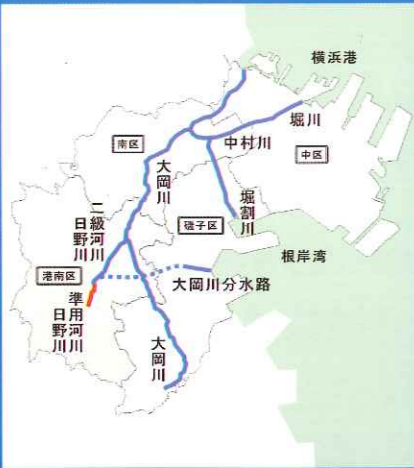 横浜港
堀川
中村川
南区
中区
大岡川
堀割川
磯子区
二級河川
日野川
根岸湾
港南区
大岡川分水路
準用河川
日野川
大岡川